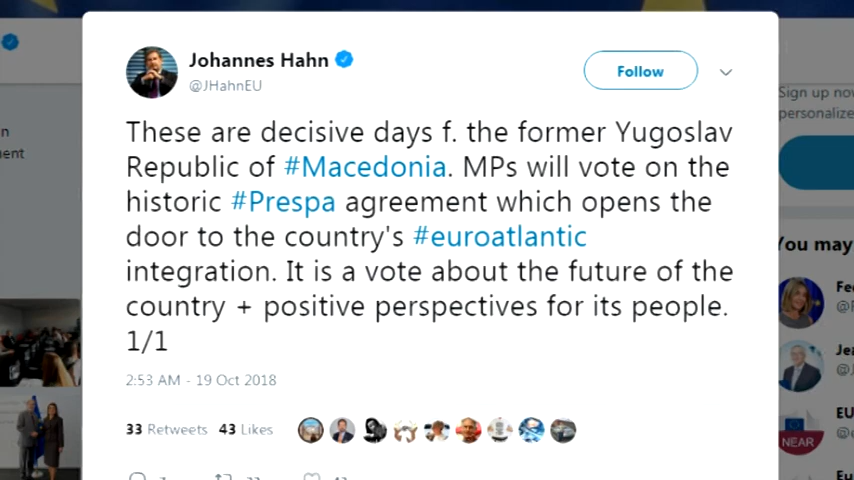 Johannes Hahn
@JHahnEU
Follow
These are decisive days f. the former Yugoslav
Republic of #Macedonia. MPs will vote on the
historic #Prespa agreement which opens the
door to the country's #euroatlantic
integration. It is a vote about the future of the
country + positive perspectives for its people.
1/1
2:53 AM - 19 Oct 2018
33 Retweets 43 Likes
Sign up now
personalize
You may
EU
NEAR